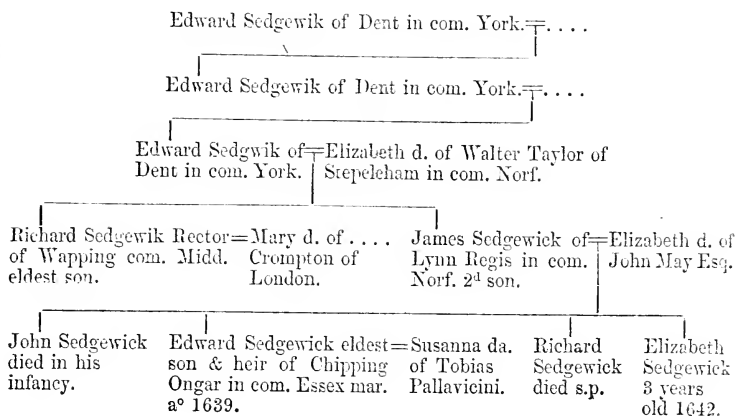 Edward Sedgewik of Dent in com. York.=....
Edward Sedgewik of Dent in com. York.=....
Edward Sedgwik of=Elizabeth d. of Walter Taylor of
Dent in com. York. Stepeleham in com. Norf.
Richard Sedgewik Rector=Mary d. of ....
of Wapping com. Midd. Crompton of
eldest son. London.
James Sedgewick of=Elizabeth d. of
Lynn Regis in com. John May Esq.
Norf. 2d son.
John Sedgewick
died in his
infancy.
Edward Sedgewick eldest=Susanna da.
son & heir of Chipping of Tobias
Ongar in com. Essex mar. Pallavicini.
aº 1639.
Richard
Sedgewick
died s.p.
Elizabeth
Sedgewick
3 years
old 1642.